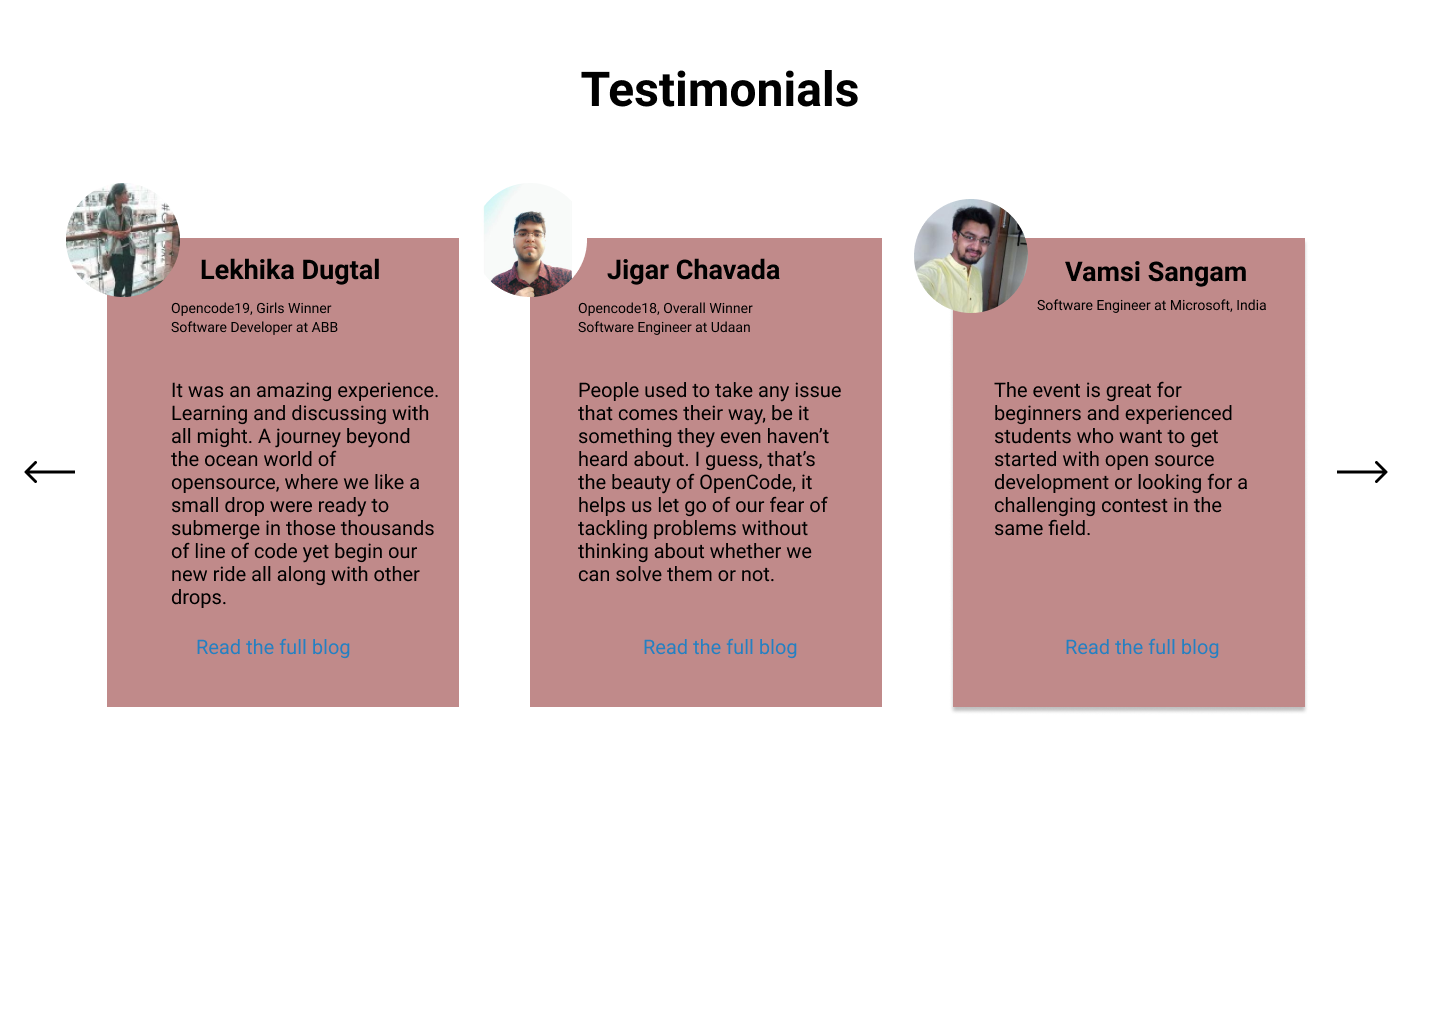 Testimonials
Lekhika Dugtal
Opencode19, Girls Winner
Software Developer at ABB
It was an amazing experience.
Learning and discussing with
all might. A journey beyond
the ocean world of
opensource, where we like a
small drop were ready to
submerge in those thousands
of line of code yet begin our
new ride all along with other
drops.
Read the full blog
Jigar Chavada
Opencode18, Overall Winner
Software Engineer at Udaan
People used to take any issue
that comes their way, be it
something they even haven’t
heard about. I guess, that’s
the beauty of OpenCode, it
helps us let go of our fear of
tackling problems without
thinking about whether we
can solve them or not.
Read the full blog
Vamsi Sangam
Software Engineer at Microsoft, India
The event is great for
beginners and experienced
students who want to get
started with open source
development or looking for a
challenging contest in the
same field.
Read the full blog